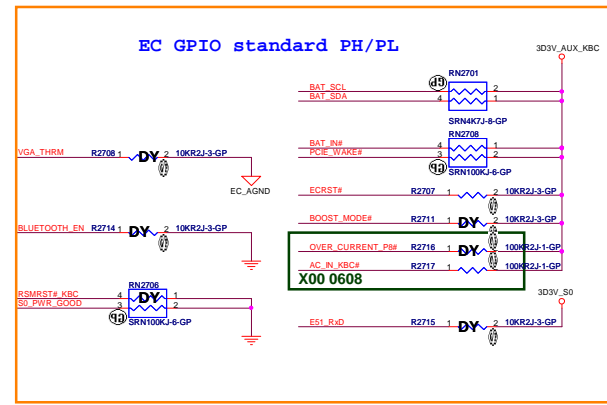 EC GPIO standard PH/PL
3D3V_AUX_KBC
RN2701
BAT_SCL 3 2
BAT_SDA 4 1
SRN4K7J-8-GP
RN2708
BAT_IN# 4 1
PCIE_WAKE# 3 2
SRN100KJ-6-GP
VGA_THRM R2708 1 DY 2 10KR2J-3-GP
EC_AGND
ECRST# R2707 1 2 10KR2J-3-GP
BOOST_MODE# R2711 1 DY 2 10KR2J-3-GP
BLUETOOTH_EN R2714 1 DY 2 10KR2J-3-GP
OVER_CURRENT_P8# R2716 1 DY 2 100KR2J-1-GP
AC_IN_KBC# R2717 1 2 100KR2J-1-GP
X00 0608
RN2706
RSMRST#_KBC 4 DY 1
S0_PWR_GOOD 3 2
SRN100KJ-6-GP
3D3V_S0
E51_RxD R2715 1 DY 2 10KR2J-3-GP